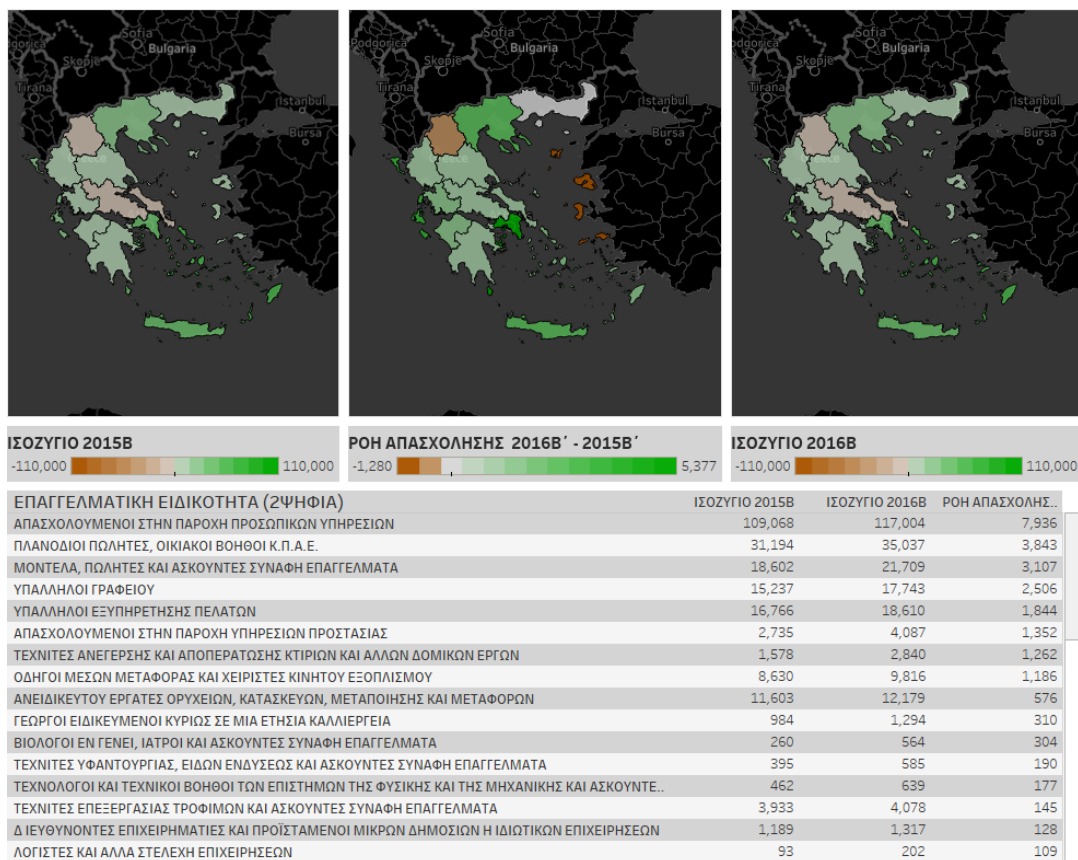 Sofia
Bulgaria
Skopje
Tirana
Istanbul
Bursa
Sofia
Podgorica
Bulgaria
Skopje
Tirana
Istanbul
Bursa
Sofia
Bulgaria
Skopje
Tirana
Istanbul
Bursa
ΙΣΟΖΥΓΙΟ 2015Β
-110,000 110,000
ΡΟΗ ΑΠΑΣΧΟΛΗΣΗΣ 2016Β΄ - 2015Β΄
-1,280 5,377
ΙΣΟΖΥΓΙΟ 2016Β
-110,000 110,000
ΕΠΑΓΓΕΛΜΑΤΙΚΗ ΕΙΔΙΚΟΤΗΤΑ (2ΨΗΦΙΑ) ΙΣΟΖΥΓΙΟ 2015Β ΙΣΟΖΥΓΙΟ 2016Β ΡΟΗ ΑΠΑΣΧΟΛΗΣ..
ΑΠΑΣΧΟΛΟΥΜΕΝΟΙ ΣΤΗΝ ΠΑΡΟΧΗ ΠΡΟΣΩΠΙΚΩΝ ΥΠΗΡΕΣΙΩΝ 109,068 117,004 7,936
ΠΛΑΝΟΔΙΟΙ ΠΩΛΗΤΕΣ, ΟΙΚΙΑΚΟΙ ΒΟΗΘΟΙ Κ.Π.Α.Ε. 31,194 35,037 3,843
ΜΟΝΤΕΛΑ, ΠΩΛΗΤΕΣ ΚΑΙ ΑΣΚΟΥΝΤΕΣ ΣΥΝΑΦΗ ΕΠΑΓΓΕΛΜΑΤΑ 18,602 21,709 3,107
ΥΠΑΛΛΗΛΟΙ ΓΡΑΦΕΙΟΥ 15,237 17,743 2,506
ΥΠΑΛΛΗΛΟΙ ΕΞΥΠΗΡΕΤΗΣΗΣ ΠΕΛΑΤΩΝ 16,766 18,610 1,844
ΑΠΑΣΧΟΛΟΥΜΕΝΟΙ ΣΤΗΝ ΠΑΡΟΧΗ ΥΠΗΡΕΣΙΩΝ ΠΡΟΣΤΑΣΙΑΣ 2,735 4,087 1,352
ΤΕΧΝΙΤΕΣ ΑΝΕΓΕΡΣΗΣ ΚΑΙ ΑΠΟΠΕΡΑΤΩΣΗΣ ΚΤΙΡΙΩΝ ΚΑΙ ΑΛΛΩΝ ΔΟΜΙΚΩΝ ΕΡΓΩΝ 1,578 2,840 1,262
ΟΔΗΓΟΙ ΜΕΣΩΝ ΜΕΤΑΦΟΡΑΣ ΚΑΙ ΧΕΙΡΙΣΤΕΣ ΚΙΝΗΤΟΥ ΕΞΟΠΛΙΣΜΟΥ 8,630 9,816 1,186
ΑΝΕΙΔΙΚΕΥΤΟΥ ΕΡΓΑΤΕΣ ΟΡΥΧΕΙΩΝ, ΚΑΤΑΣΚΕΥΩΝ, ΜΕΤΑΠΟΙΗΣΗΣ ΚΑΙ ΜΕΤΑΦΟΡΩΝ 11,603 12,179 576
ΓΕΩΡΓΟΙ ΕΙΔΙΚΕΥΜΕΝΟΙ ΚΥΡΙΩΣ ΣΕ ΜΙΑ ΕΤΗΣΙΑ ΚΑΛΛΙΕΡΓΕΙΑ 984 1,294 310
ΒΙΟΛΟΓΟΙ ΕΝ ΓΕΝΕΙ, ΙΑΤΡΟΙ ΚΑΙ ΑΣΚΟΥΝΤΕΣ ΣΥΝΑΦΗ ΕΠΑΓΓΕΛΜΑΤΑ 260 564 304
ΤΕΧΝΙΤΕΣ ΥΦΑΝΤΟΥΡΓΙΑΣ, ΕΙΔΩΝ ΕΝΔΥΣΕΩΣ ΚΑΙ ΑΣΚΟΥΝΤΕΣ ΣΥΝΑΦΗ ΕΠΑΓΓΕΛΜΑΤΑ 395 585 190
ΤΕΧΝΟΛΟΓΟΙ ΚΑΙ ΤΕΧΝΙΚΟΙ ΒΟΗΘΟΙ ΤΩΝ ΕΠΙΣΤΗΜΩΝ ΤΗΣ ΦΥΣΙΚΗΣ ΚΑΙ ΤΗΣ ΜΗΧΑΝΙΚΗΣ ΚΑΙ ΑΣΚΟΥΝΤΕ.. 462 639 177
ΤΕΧΝΙΤΕΣ ΕΠΕΞΕΡΓΑΣΙΑΣ ΤΡΟΦΙΜΩΝ ΚΑΙ ΑΣΚΟΥΝΤΕΣ ΣΥΝΑΦΗ ΕΠΑΓΓΕΛΜΑΤΑ 3,933 4,078 145
Δ ΙΕΥΘΥΝΟΝΤΕΣ ΕΠΙΧΕΙΡΗΜΑΤΙΕΣ ΚΑΙ ΠΡΟΪΣΤΑΜΕΝΟΙ ΜΙΚΡΩΝ ΔΗΜΟΣΙΩΝ Η ΙΔΙΩΤΙΚΩΝ ΕΠΙΧΕΙΡΗΣΕΩΝ 1,189 1,317 128
ΛΟΓΙΣΤΕΣ ΚΑΙ ΑΛΛΑ ΣΤΕΛΕΧΗ ΕΠΙΧΕΙΡΗΣΕΩΝ 93 202 109